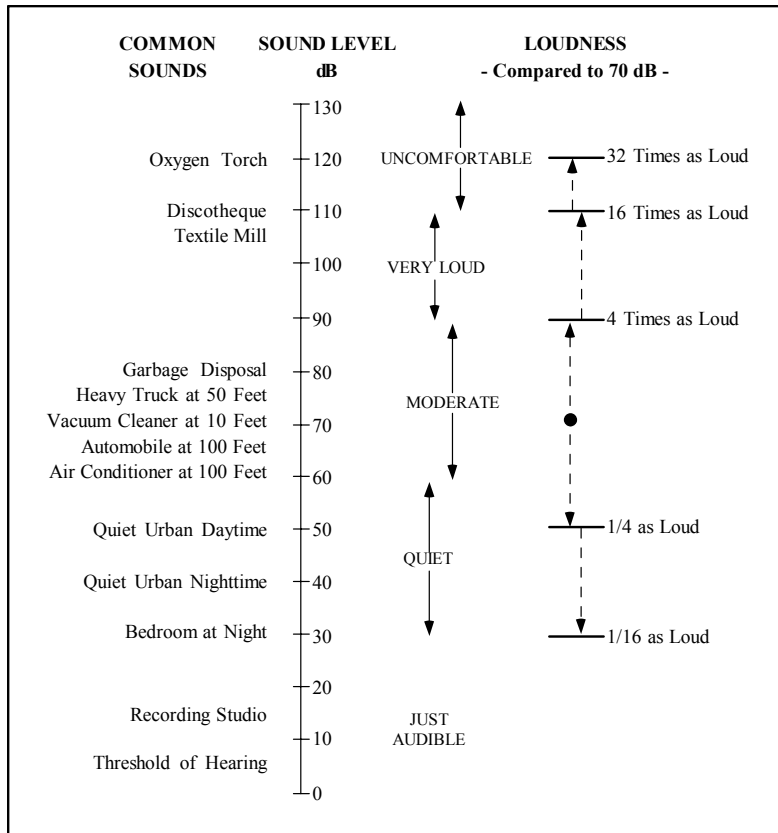 COMMON SOUND LEVEL LOUDNESS
SOUNDS dB - Compared to 70 dB -
130
Oxygen Torch 120 UNCOMFORTABLE 32 Times as Loud
Discotheque 110 16 Times as Loud
Textile Mill
100 VERY LOUD
90 4 Times as Loud
Garbage Disposal 80
Heavy Truck at 50 Feet MODERATE
Vacuum Cleaner at 10 Feet 70
Automobile at 100 Feet
Air Conditioner at 100 Feet 60
Quiet Urban Daytime 50 1/4 as Loud
QUIET
Quiet Urban Nighttime 40
Bedroom at Night 30 1/16 as Loud
20
Recording Studio JUST
10 AUDIBLE
Threshold of Hearing
0